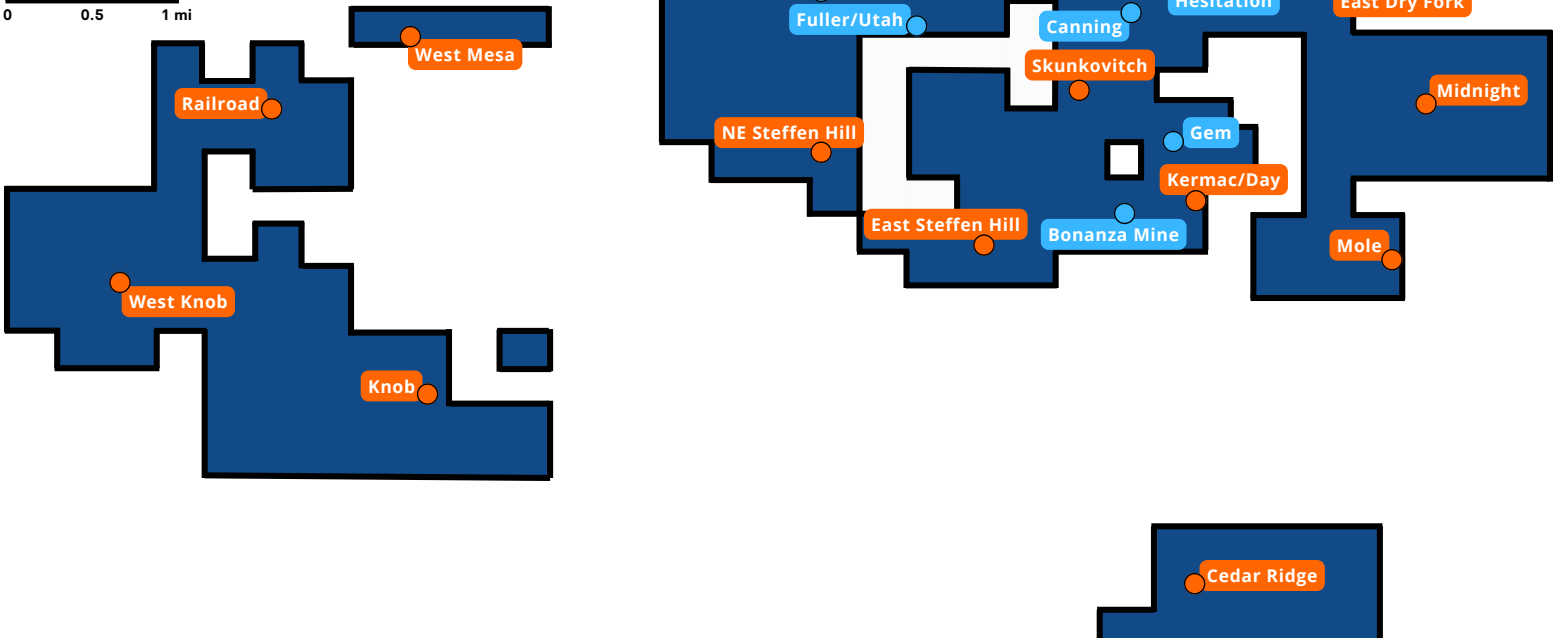 0 0.5 1 mi
West Mesa
Railroad
West Knob
Knob
Fuller/Utah
Canning
Hesitation
East Dry Fork
Skunkovitch
Midnight
NE Steffen Hill
Gem
Kermac/Day
East Steffen Hill
Bonanza Mine
Mole
Cedar Ridge